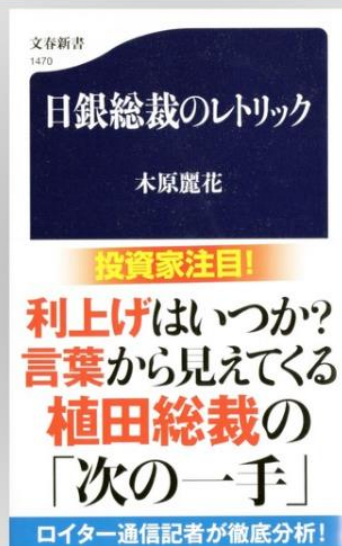 文春新書
1470
日銀総裁のレトリック
木原麗花
投資家注目!
利上げはいつか?
言葉から見えてくる
植田総裁の
「次の一手」
ロイター通信記者が徹底分析!